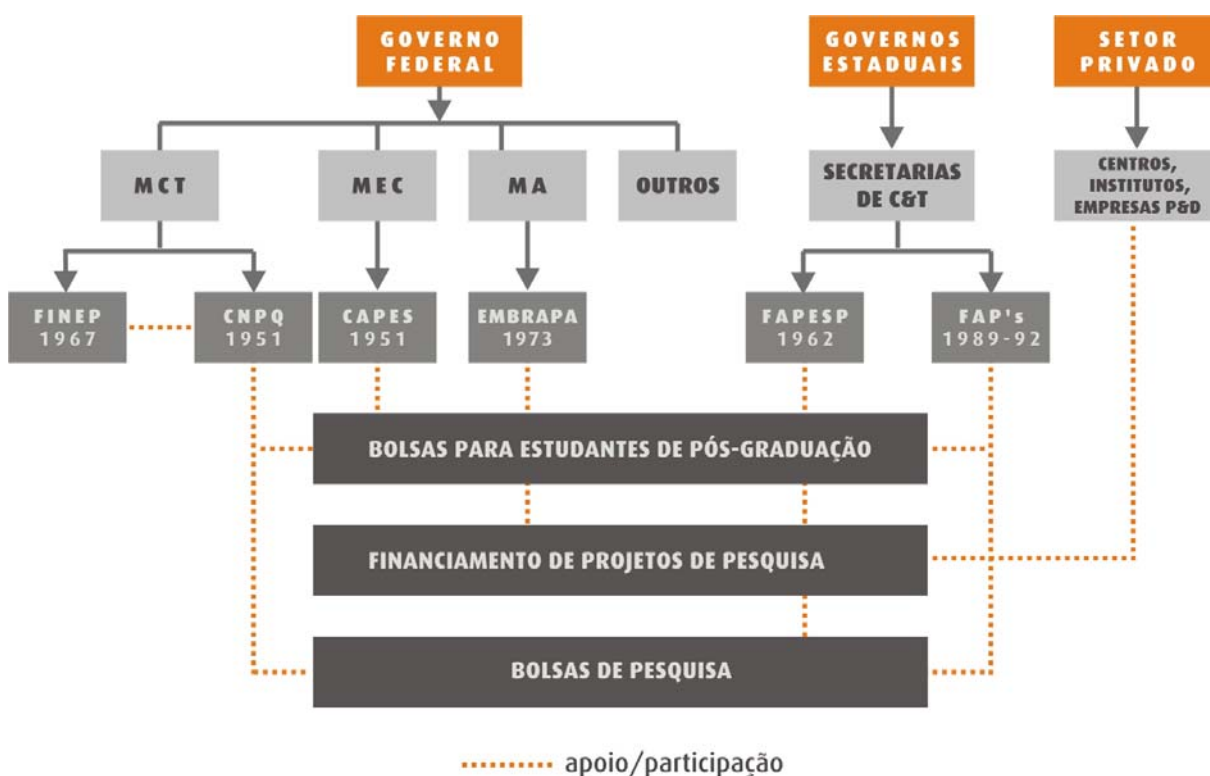 GOVERNO
FEDERAL
GOVERNOS
ESTADUAIS
SETOR
PRIVADO
MCT
MEC
MA
OUTROS
SECRETARIAS
DE C&T
CENTROS,
INSTITUTOS,
EMPRESAS P&D
FINEP
1967
CNPQ
1951
CAPES
1951
EMBRAPA
1973
FAPESP
1962
FAP's
1989-92
BOLSAS PARA ESTUDANTES DE PÓS-GRADUAÇÃO
FINANCIAMENTO DE PROJETOS DE PESQUISA
BOLSAS DE PESQUISA
apoio/participação